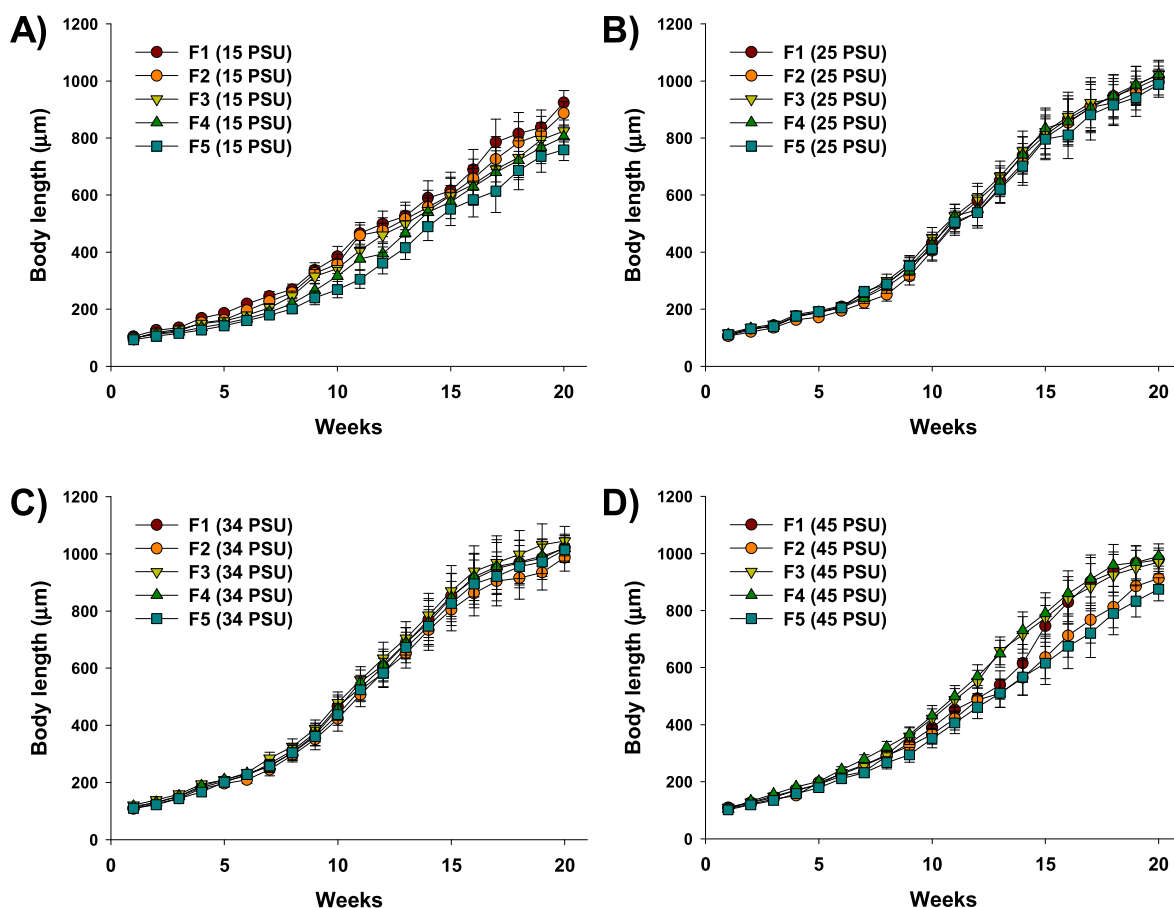 A)
Body length (µm)
1200
1000
800
600
400
200
0
F1 (15 PSU)
F2 (15 PSU)
F3 (15 PSU)
F4 (15 PSU)
F5 (15 PSU)
0 5 10 15 20
Weeks
B)
Body length (µm)
1200
1000
800
600
400
200
0
F1 (25 PSU)
F2 (25 PSU)
F3 (25 PSU)
F4 (25 PSU)
F5 (25 PSU)
0 5 10 15 20
Weeks
C)
Body length (µm)
1200
1000
800
600
400
200
0
F1 (34 PSU)
F2 (34 PSU)
F3 (34 PSU)
F4 (34 PSU)
F5 (34 PSU)
0 5 10 15 20
Weeks
D)
Body length (µm)
1200
1000
800
600
400
200
0
F1 (45 PSU)
F2 (45 PSU)
F3 (45 PSU)
F4 (45 PSU)
F5 (45 PSU)
0 5 10 15 20
Weeks